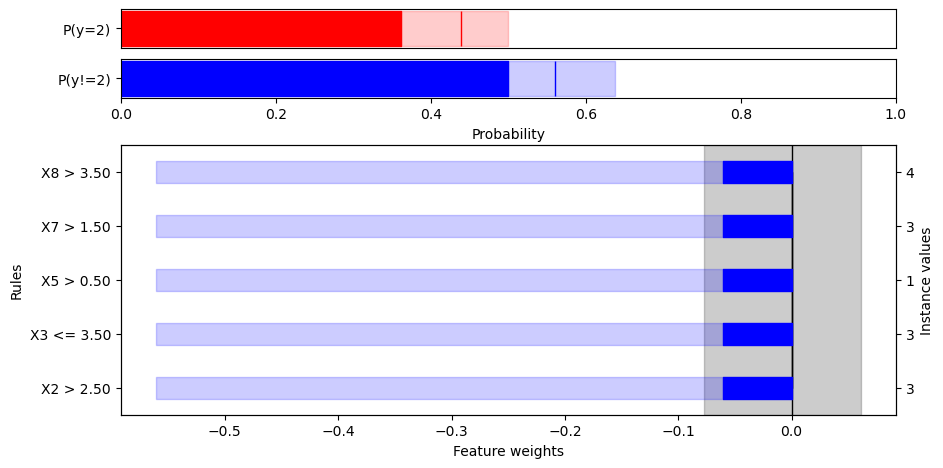 P(y=2)
P(y!=2)
0.0 0.2 0.4 0.6 0.8 1.0
Probability
X8 > 3.50 4
X7 > 1.50 3
X5 > 0.50 1
X3 <= 3.50 3
X2 > 2.50 3
Rules
Instance values
−0.5 −0.4 −0.3 −0.2 −0.1 0.0
Feature weights